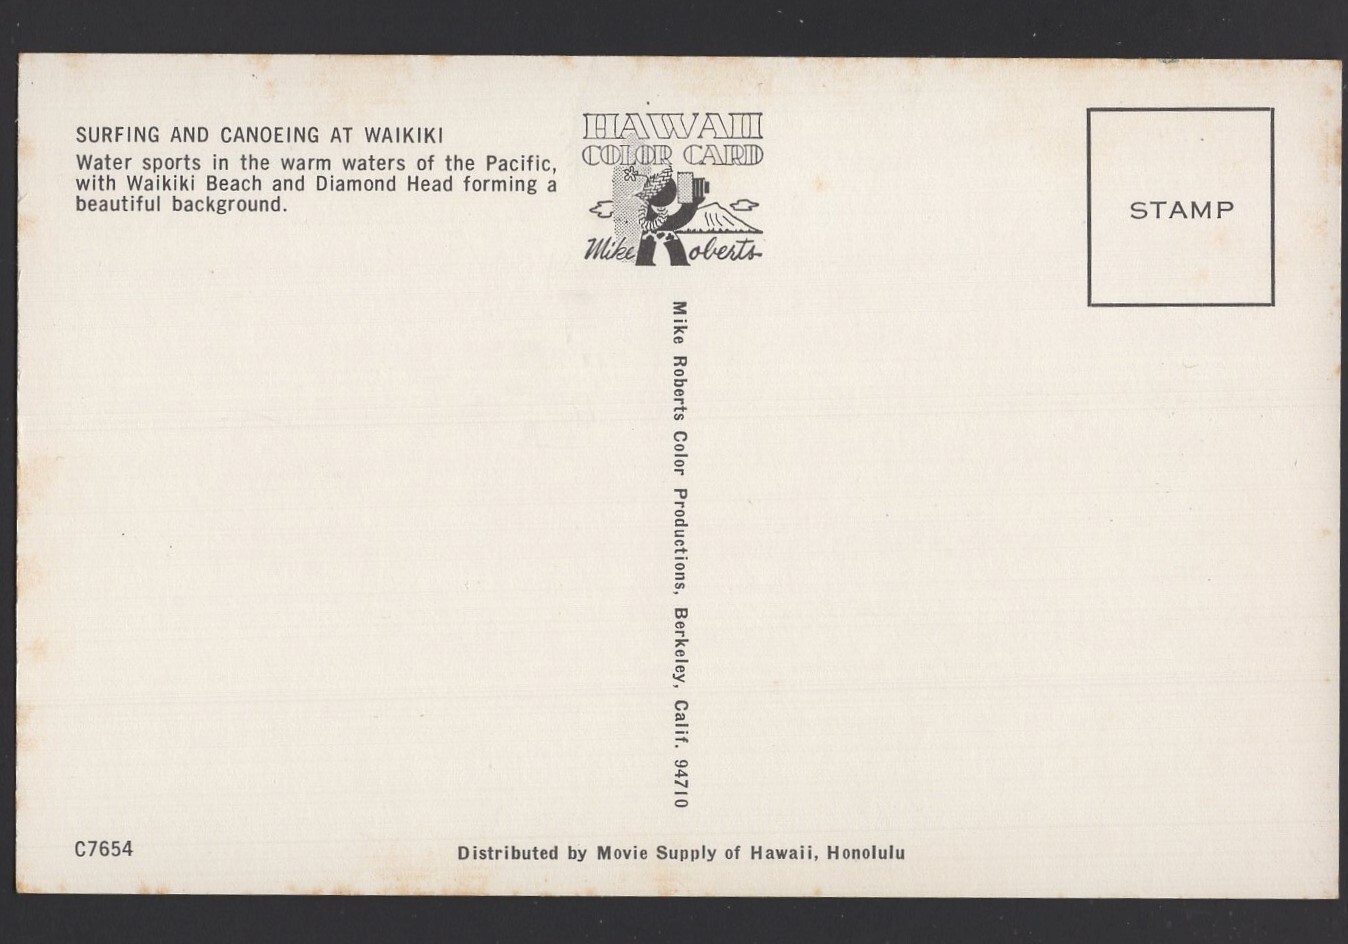 SURFING AND CANOEING AT WAIKIKI
Water sports in the warm waters of the Pacific,
with Waikiki Beach and Diamond Head forming a
beautiful background.
HAWAII
COLOR CARD
Mike Roberts
STAMP
Mike Roberts Color Productions, Berkeley, Calif. 94710
C7654
Distributed by Movie Supply of Hawaii, Honolulu